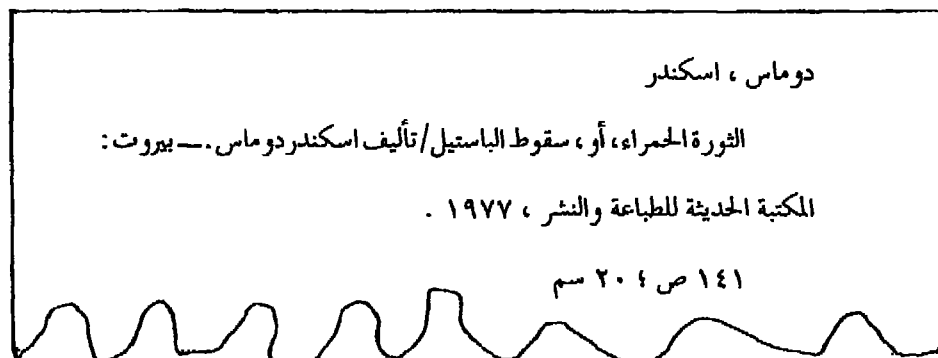 دوماس ، اسكندر
الثورة الحمراء، أو ، سقوط الباستيل/تأليف اسكندر دوماس .ــ بيروت :
المكتبة الحديثة للطباعة والنشر ، ١٩٧٧ .
١٤١ ص ؛ ٢٠ سم